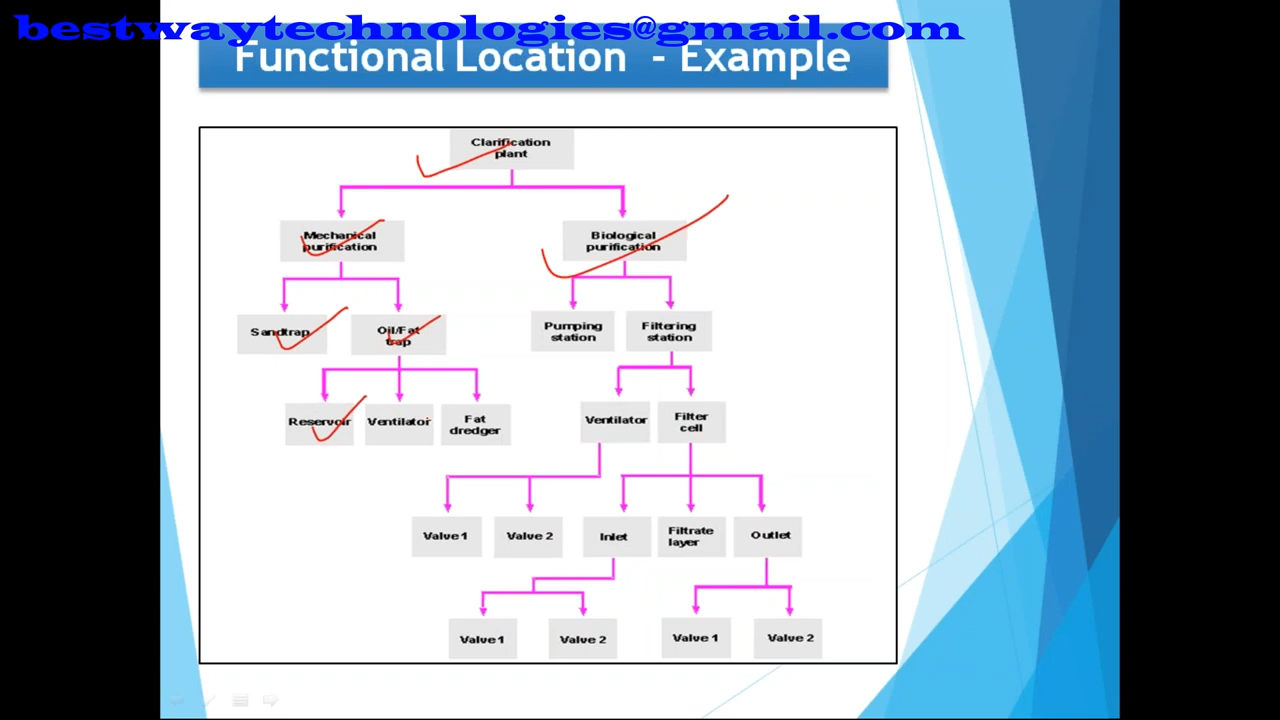 bestwaytechnologies@gmail.com
Functional Location - Example
Clarification
plant
Mechanical
purification
Biological
purification
Sandtrap
Oil/Fat
trap
Pumping
station
Filtering
station
Reservoir
Ventilator
Fat
dredger
Ventilator
Filter
cell
Valve 1
Valve 2
Inlet
Filtrate
layer
Outlet
Valve 1
Valve 2
Valve 1
Valve 2